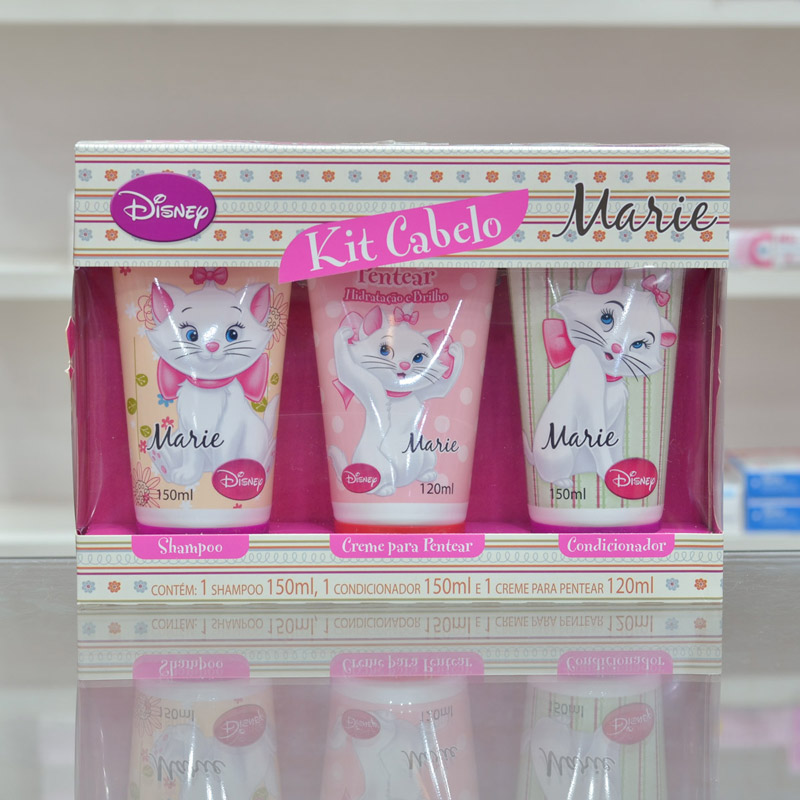 Disney
Kit Cabelo
Marie
Pentear
Hidratação e Brilho
Marie
Disney
150ml
Marie
Disney
120ml
Marie
Disney
150ml
Shampoo
Creme para Pentear
Condicionador
CONTÉM: 1 SHAMPOO 150ml, 1 CONDICIONADOR 150ml E 1 CREME PARA PENTEAR 120ml